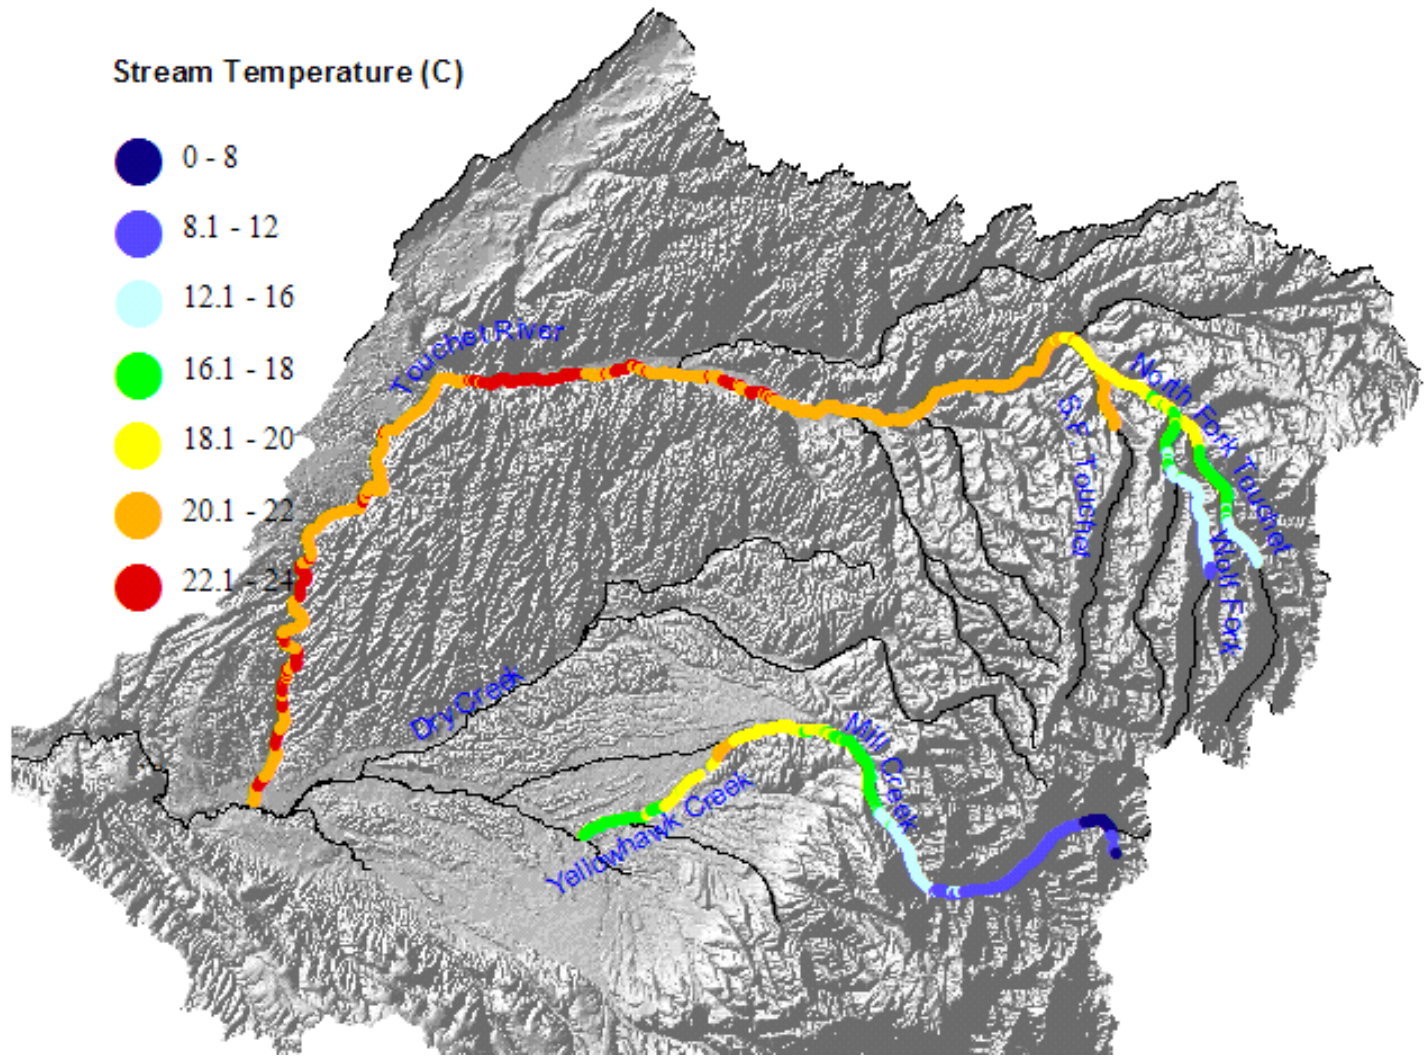 Stream Temperature (C)
0 - 8
8.1 - 12
12.1 - 16
16.1 - 18
18.1 - 20
20.1 - 22
22.1 - 24
Touchet River
North Fork Touchet
S.F. Touchet
Wolf Fork
Dry Creek
Mill Creek
Yellowhawk Creek